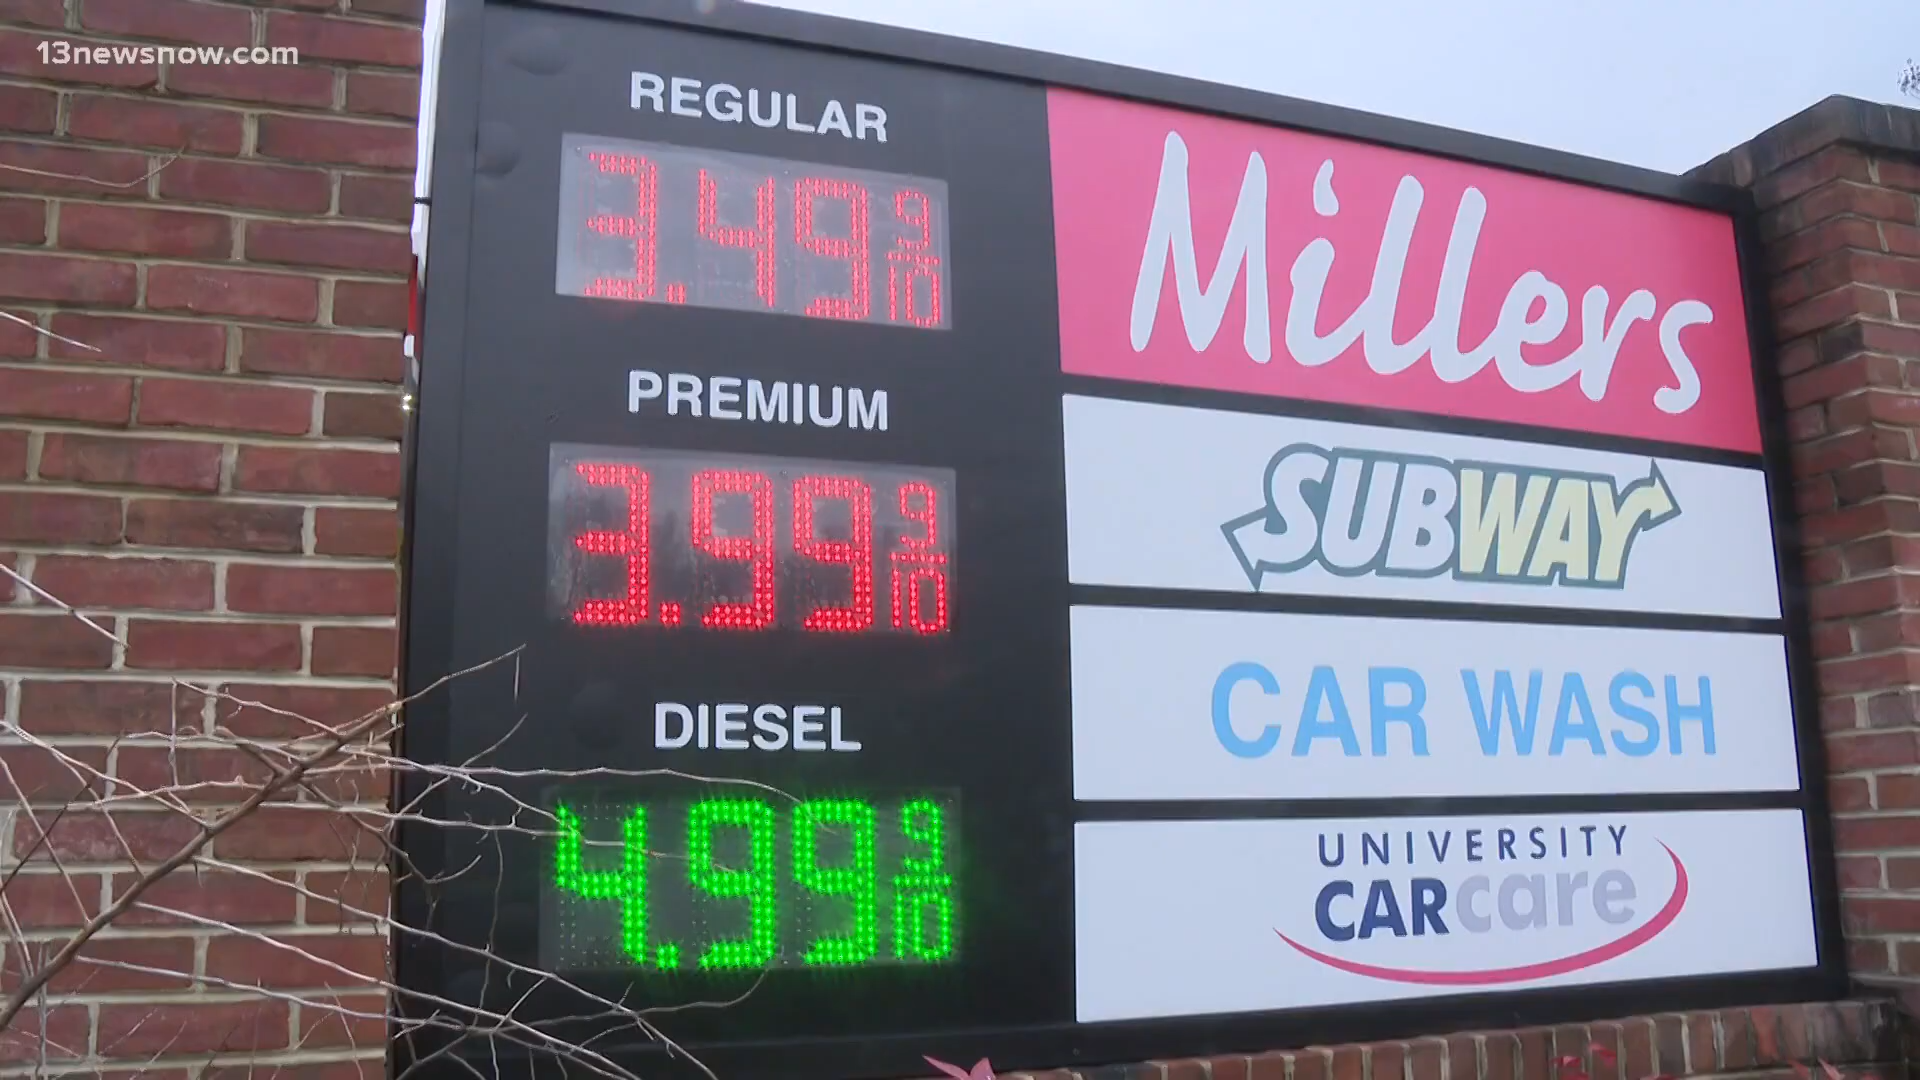 13newsnow.com
REGULAR
3.49 9/10
PREMIUM
3.99 9/10
DIESEL
4.99 9/10
Millers
SUBWAY
CAR WASH
UNIVERSITY
CARcare